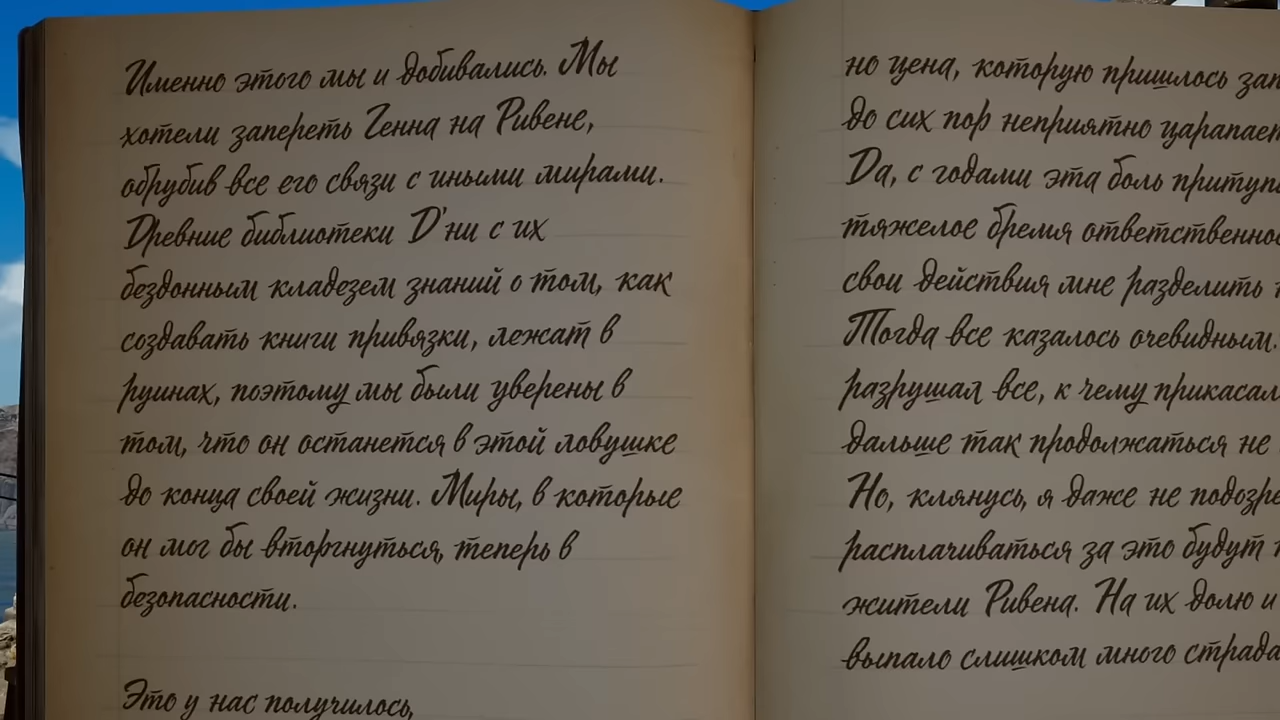 Именно этого мы и добивались. Мы
хотели запереть Генна на Ривене,
обрубив все его связи с иными мирами.
Древние библиотеки Д'ни с их
бездонным кладезем знаний о том, как
создавать книги привязки, лежат в
руинах, поэтому мы были уверены в
том, что он останется в этой ловушке
до конца своей жизни. Миры, в которые
он мог бы вторгнуться, теперь в
безопасности.
Это у нас получилось,
но цена, которую пришлось
до сих пор неприятно царапает
Да, с годами эта боль
тяжелое бремя
свои действия мне разделить
Тогда все казалось очевидным.
разрушал все, к чему
дальше так продолжаться не
Но, клянусь, я даже не
расплачиваться за это будут
жители Ривена. На их долю и
выпало слишком много